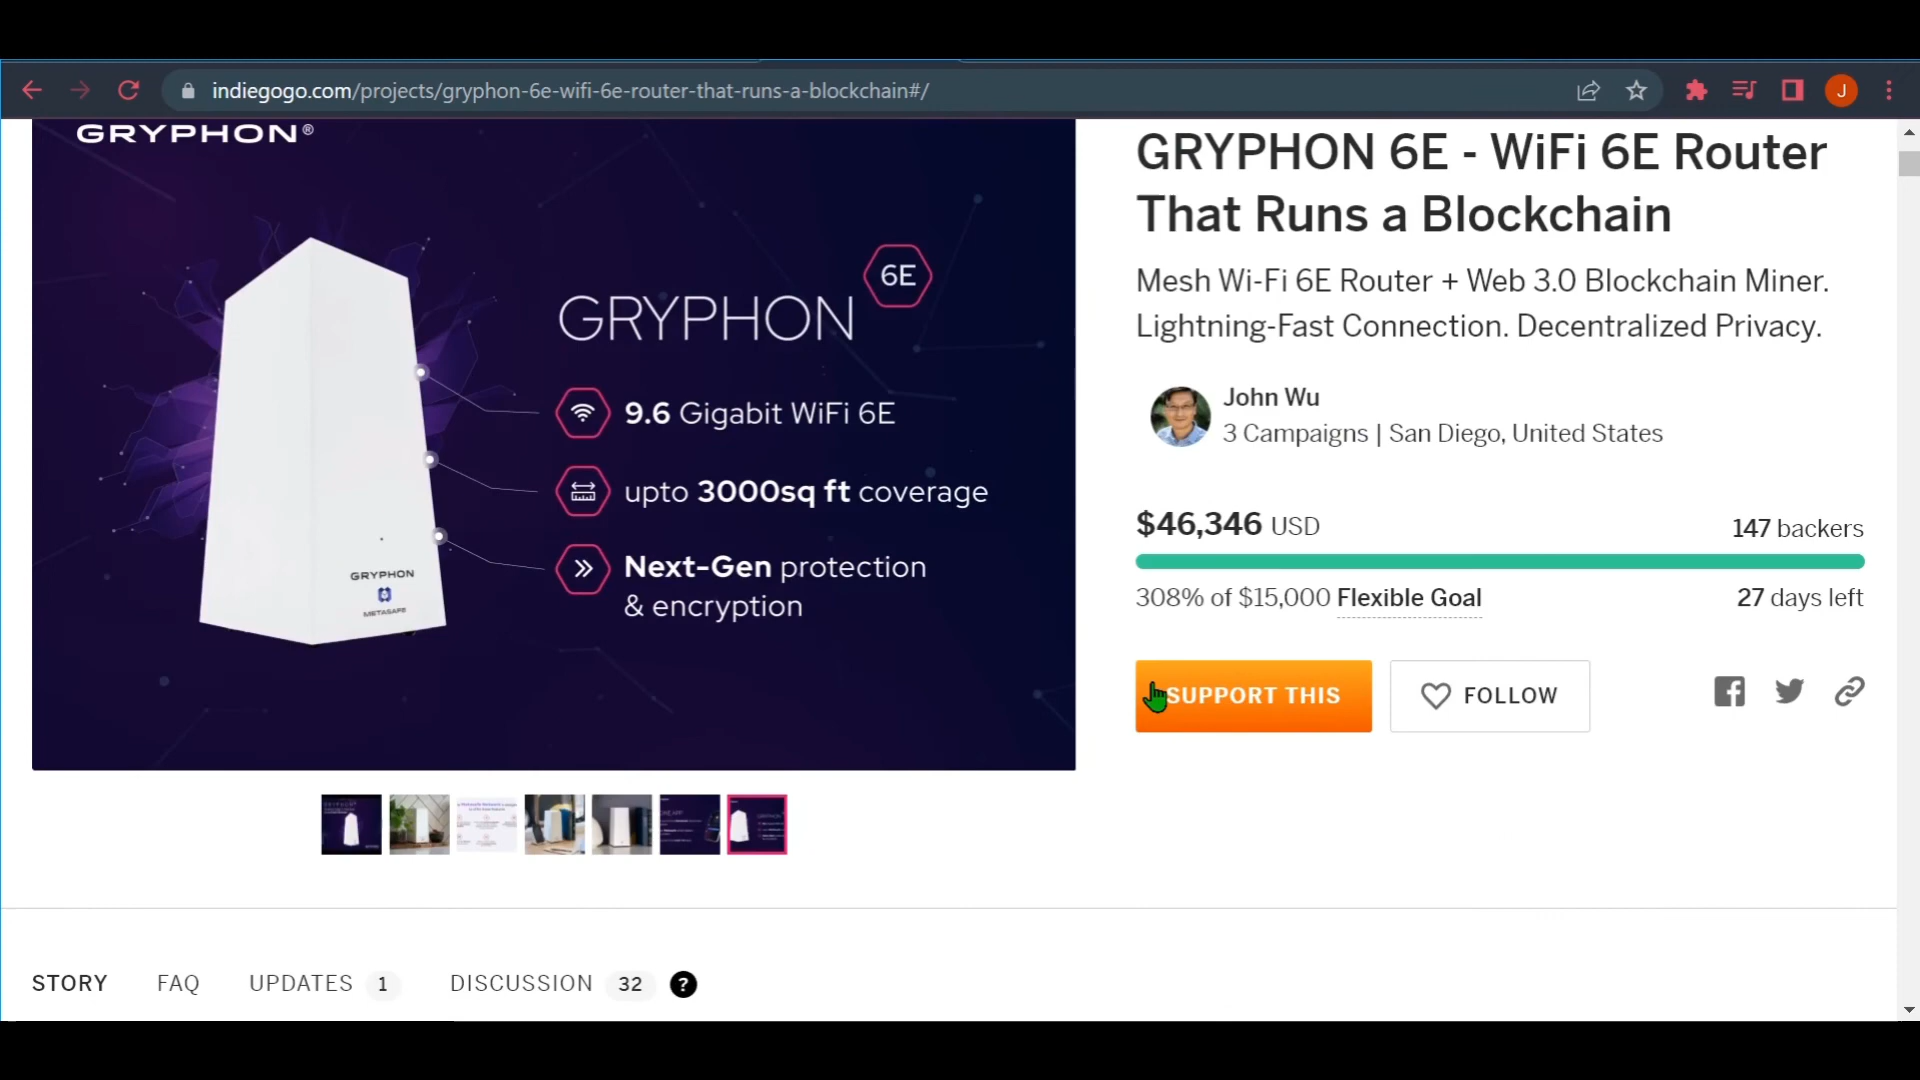 indiegogo.com/projects/gryphon-6e-wifi-6e-router-that-runs-a-blockchain#/
J
GRYPHON®
6E
GRYPHON
9.6 Gigabit WiFi 6E
upto 3000sq ft coverage
Next-Gen protection
& encryption
GRYPHON
METASAFE
GRYPHON 6E - WiFi 6E Router
That Runs a Blockchain
Mesh Wi-Fi 6E Router + Web 3.0 Blockchain Miner.
Lightning-Fast Connection. Decentralized Privacy.
John Wu
3 Campaigns | San Diego, United States
$46,346 USD
147 backers
308% of $15,000 Flexible Goal
27 days left
SUPPORT THIS
FOLLOW
STORY
FAQ
UPDATES 1
DISCUSSION 32 ?